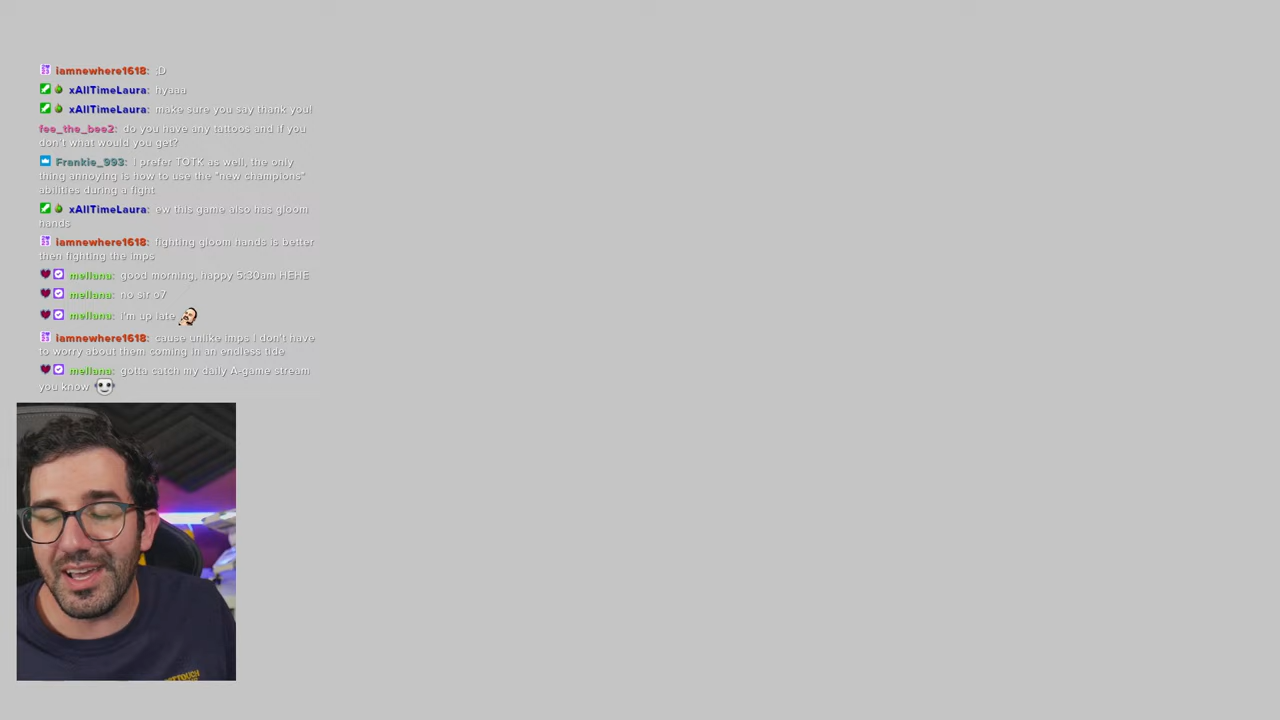 iamnewhere1618: ;D
xAllTimeLaura: hyaaa
xAllTimeLaura: make sure you say thank you!
fee_the_bee2: do you have any tattoos and if you
don't what would you get?
Frankie_993: I prefer TOTK as well, the only
thing annoying is how to use the "new champions"
abilities during a fight
xAllTimeLaura: ew this game also has gloom
hands
iamnewhere1618: fighting gloom hands is better
then fighting the imps
mellana: good morning, happy 5:30am HEHE
mellana: no sir o7
mellana: i'm up late
iamnewhere1618: cause unlike imps I don't have
to worry about them coming in an endless tide
mellana: gotta catch my daily A-game stream
you know